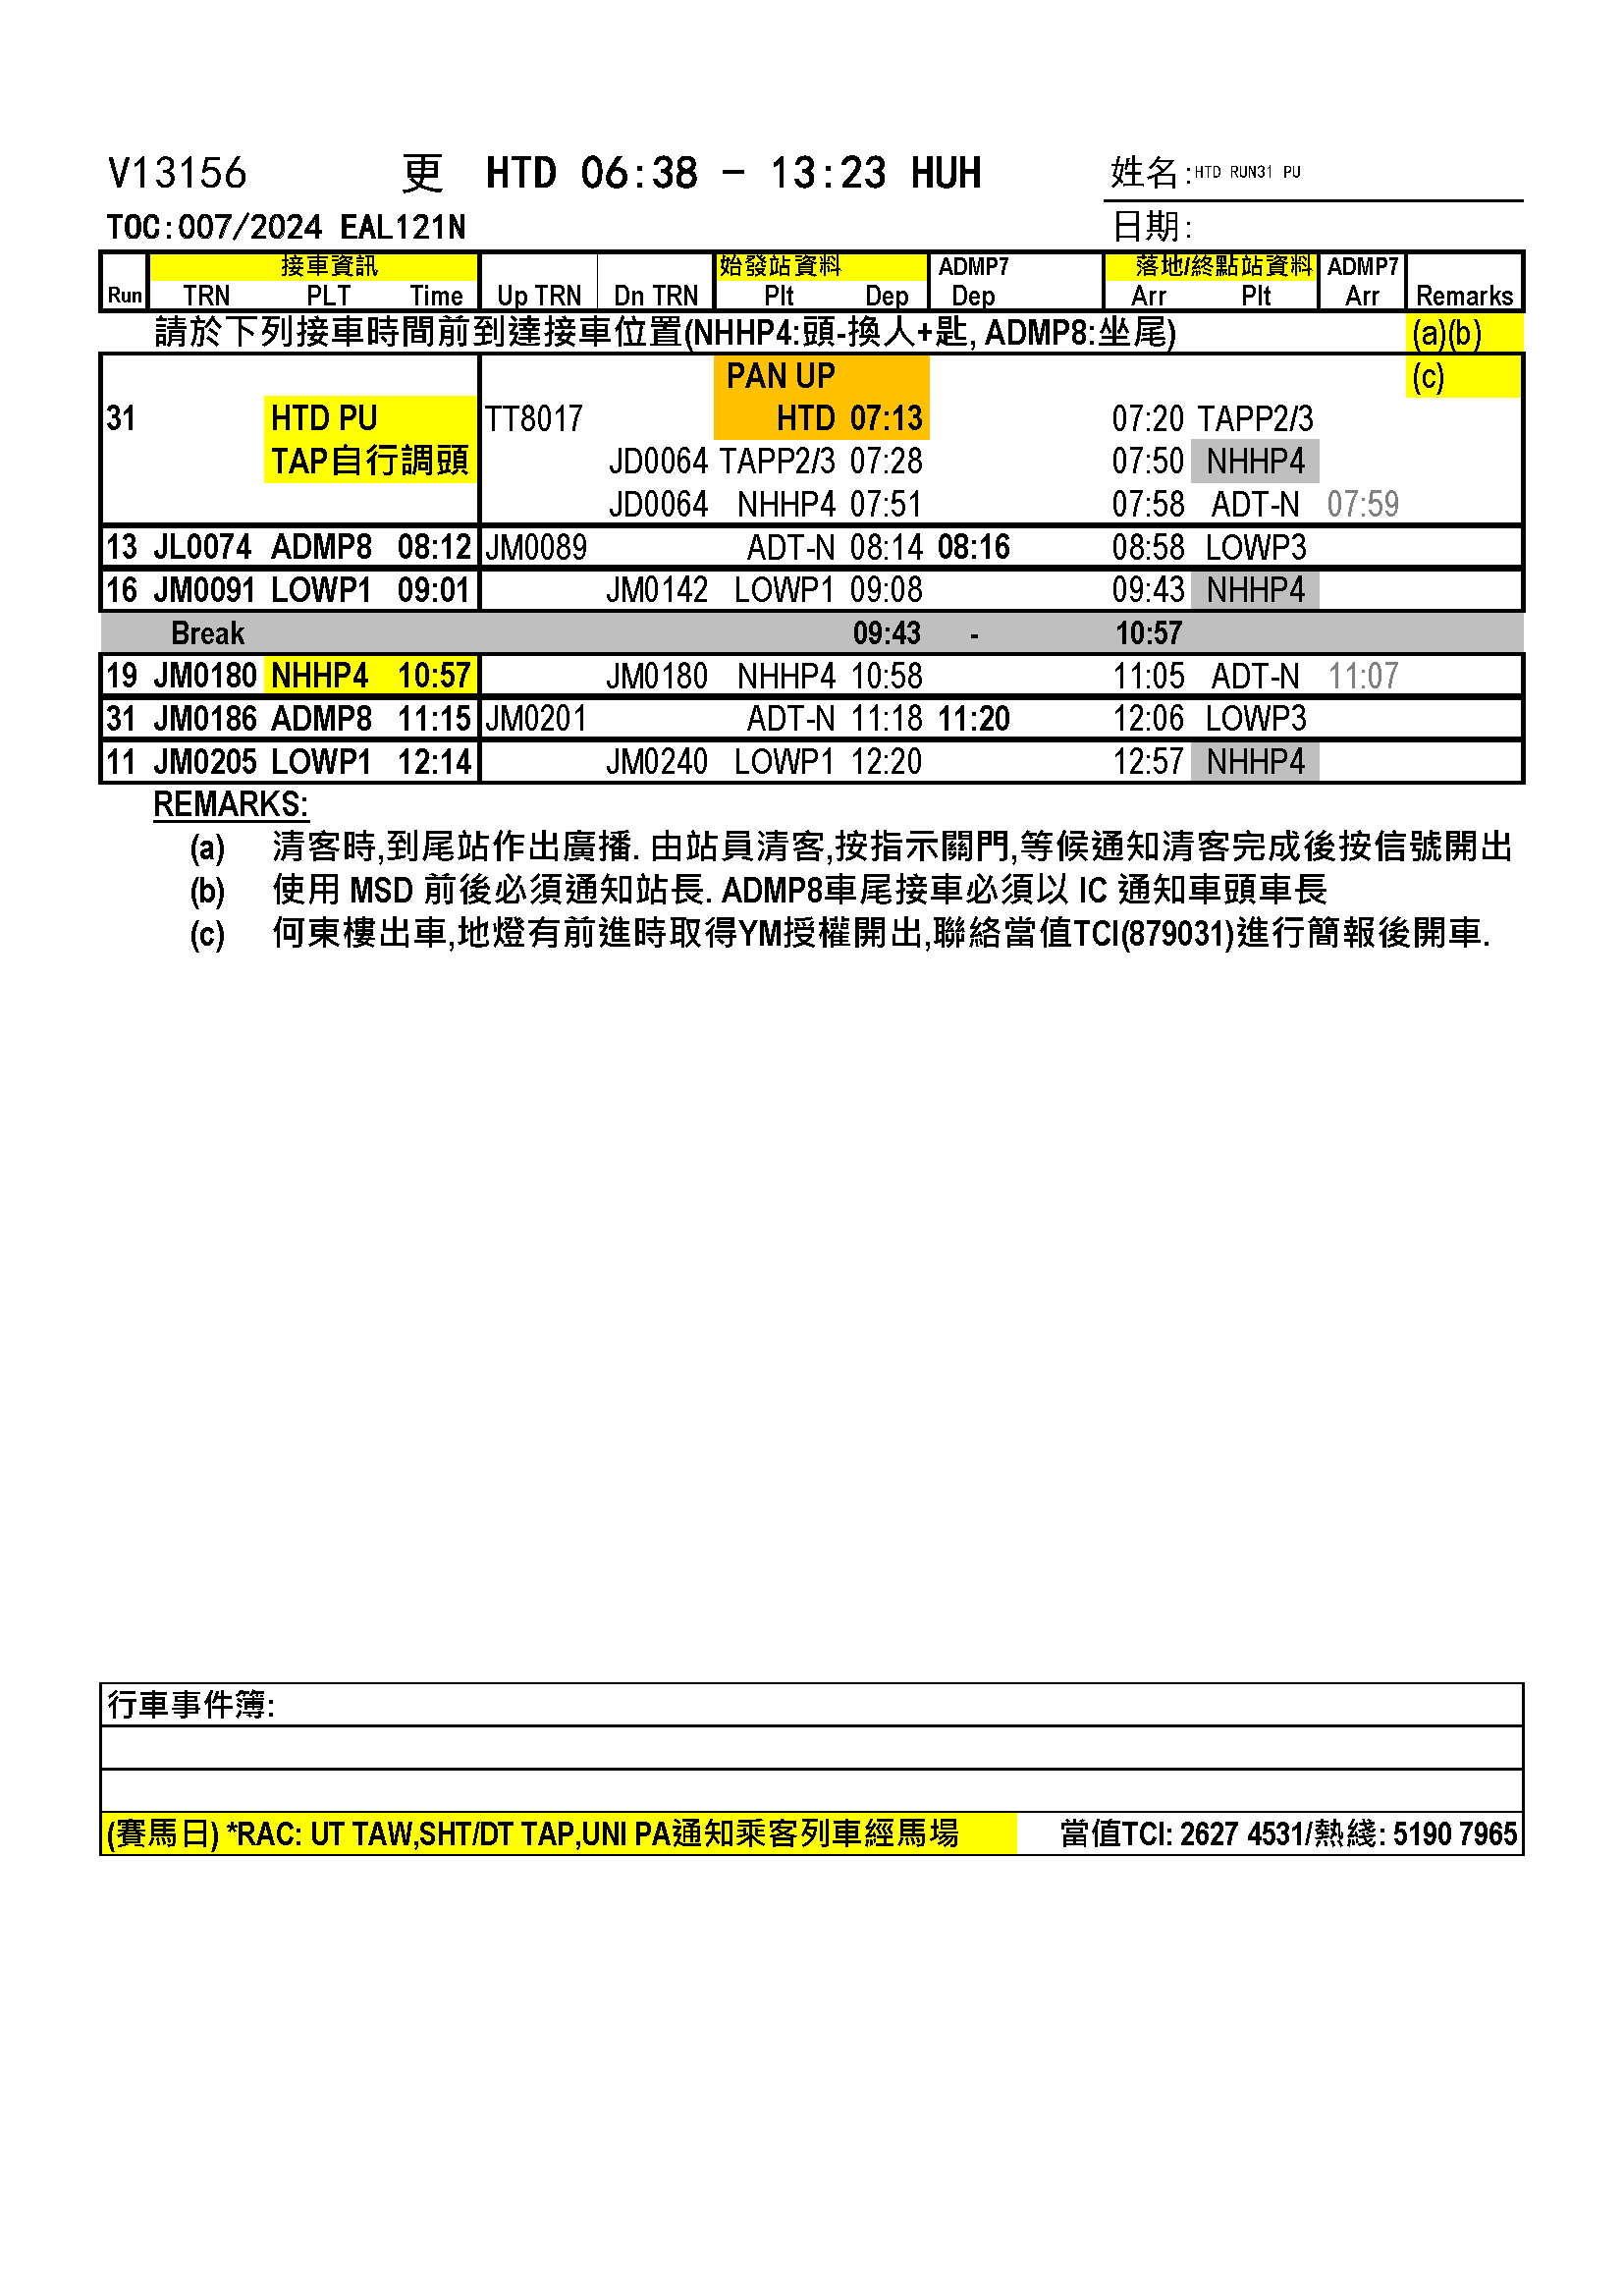 V13156 更 HTD 06:38 - 13:23 HUH 姓名:HTD RUN31 PU
TOC:007/2024 EAL121N 日期:
接車資訊 始發站資料 ADMP7 落地/終點站資料 ADMP7
Run TRN PLT Time Up TRN Dn TRN Plt Dep Dep Arr Plt Arr Remarks
請於下列接車時間前到達接車位置(NHHP4:頭-換人+匙, ADMP8:坐尾) (a)(b)
PAN UP (c)
31 HTD PU TT8017 HTD 07:13 07:20 TAPP2/3
TAP自行調頭 JD0064 TAPP2/3 07:28 07:50 NHHP4
JD0064 NHHP4 07:51 07:58 ADT-N 07:59
13 JL0074 ADMP8 08:12 JM0089 ADT-N 08:14 08:16 08:58 LOWP3
16 JM0091 LOWP1 09:01 JM0142 LOWP1 09:08 09:43 NHHP4
Break 09:43 - 10:57
19 JM0180 NHHP4 10:57 JM0180 NHHP4 10:58 11:05 ADT-N 11:07
31 JM0186 ADMP8 11:15 JM0201 ADT-N 11:18 11:20 12:06 LOWP3
11 JM0205 LOWP1 12:14 JM0240 LOWP1 12:20 12:57 NHHP4
REMARKS:
(a) 清客時,到尾站作出廣播. 由站員清客,按指示關門,等候通知清客完成後按信號開出
(b) 使用 MSD 前後必須通知站長. ADMP8車尾接車必須以 IC 通知車頭車長
(c) 何東樓出車,地燈有前進時取得YM授權開出,聯絡當值TCI(879031)進行簡報後開車.
行車事件簿:
(賽馬日) *RAC: UT TAW,SHT/DT TAP,UNI PA通知乘客列車經馬場 當值TCI: 2627 4531/熱綫: 5190 7965